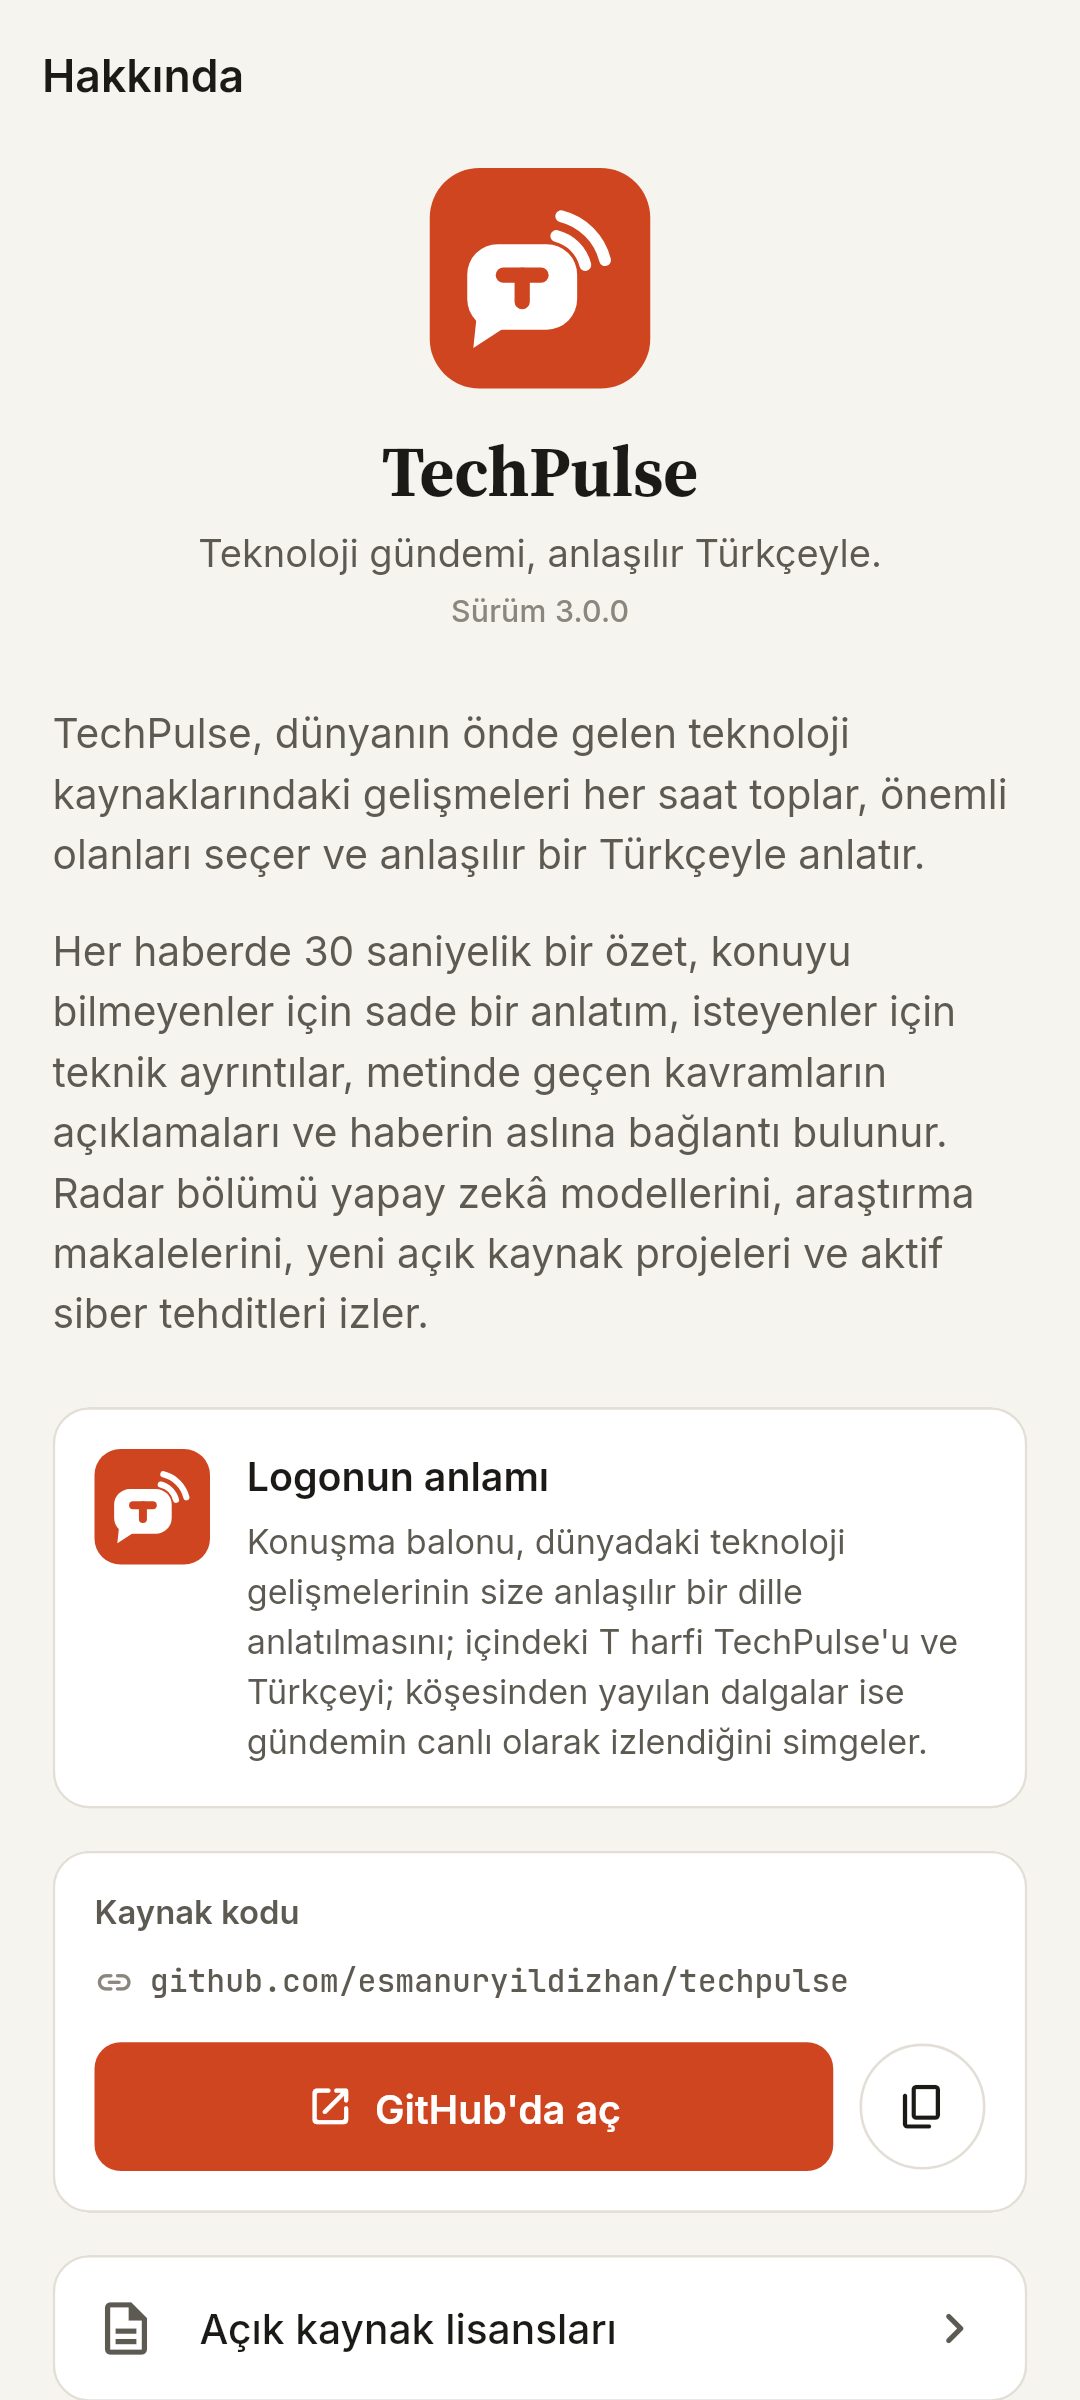 Hakkında
T
TechPulse
Teknoloji gündemi, anlaşılır Türkçeyle.
Sürüm 3.0.0
TechPulse, dünyanın önde gelen teknoloji
kaynaklarındaki gelişmeleri her saat toplar, önemli
olanları seçer ve anlaşılır bir Türkçeyle anlatır.
Her haberde 30 saniyelik bir özet, konuyu
bilmeyenler için sade bir anlatım, isteyenler için
teknik ayrıntılar, metinde geçen kavramların
açıklamaları ve haberin aslına bağlantı bulunur.
Radar bölümü yapay zekâ modellerini, araştırma
makalelerini, yeni açık kaynak projeleri ve aktif
siber tehditleri izler.
T
Logonun anlamı
Konuşma balonu, dünyadaki teknoloji
gelişmelerinin size anlaşılır bir dille
anlatılmasını; içindeki T harfi TechPulse'u ve
Türkçeyi; köşesinden yayılan dalgalar ise
gündemin canlı olarak izlendiğini simgeler.
Kaynak kodu
github.com/esmanuryildizhan/techpulse
GitHub'da aç
Açık kaynak lisansları